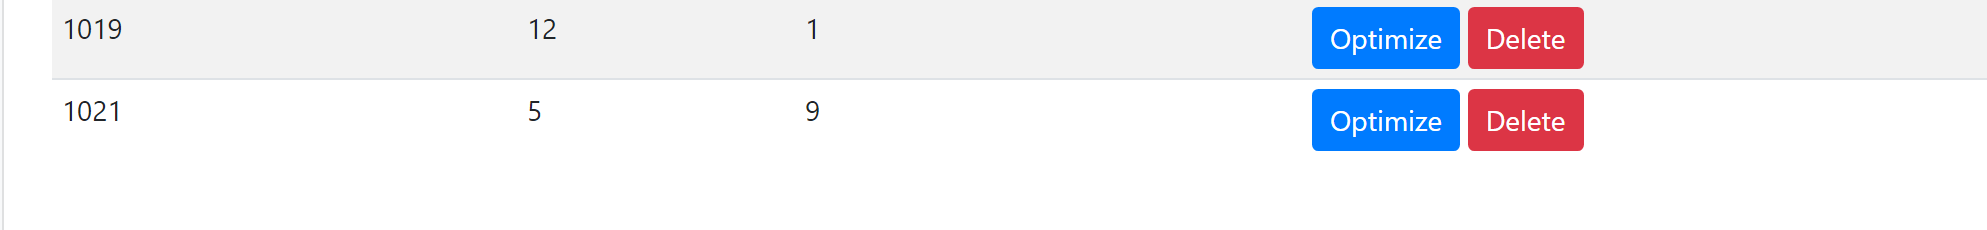 1019 12 1 Optimize Delete
1021 5 9 Optimize Delete